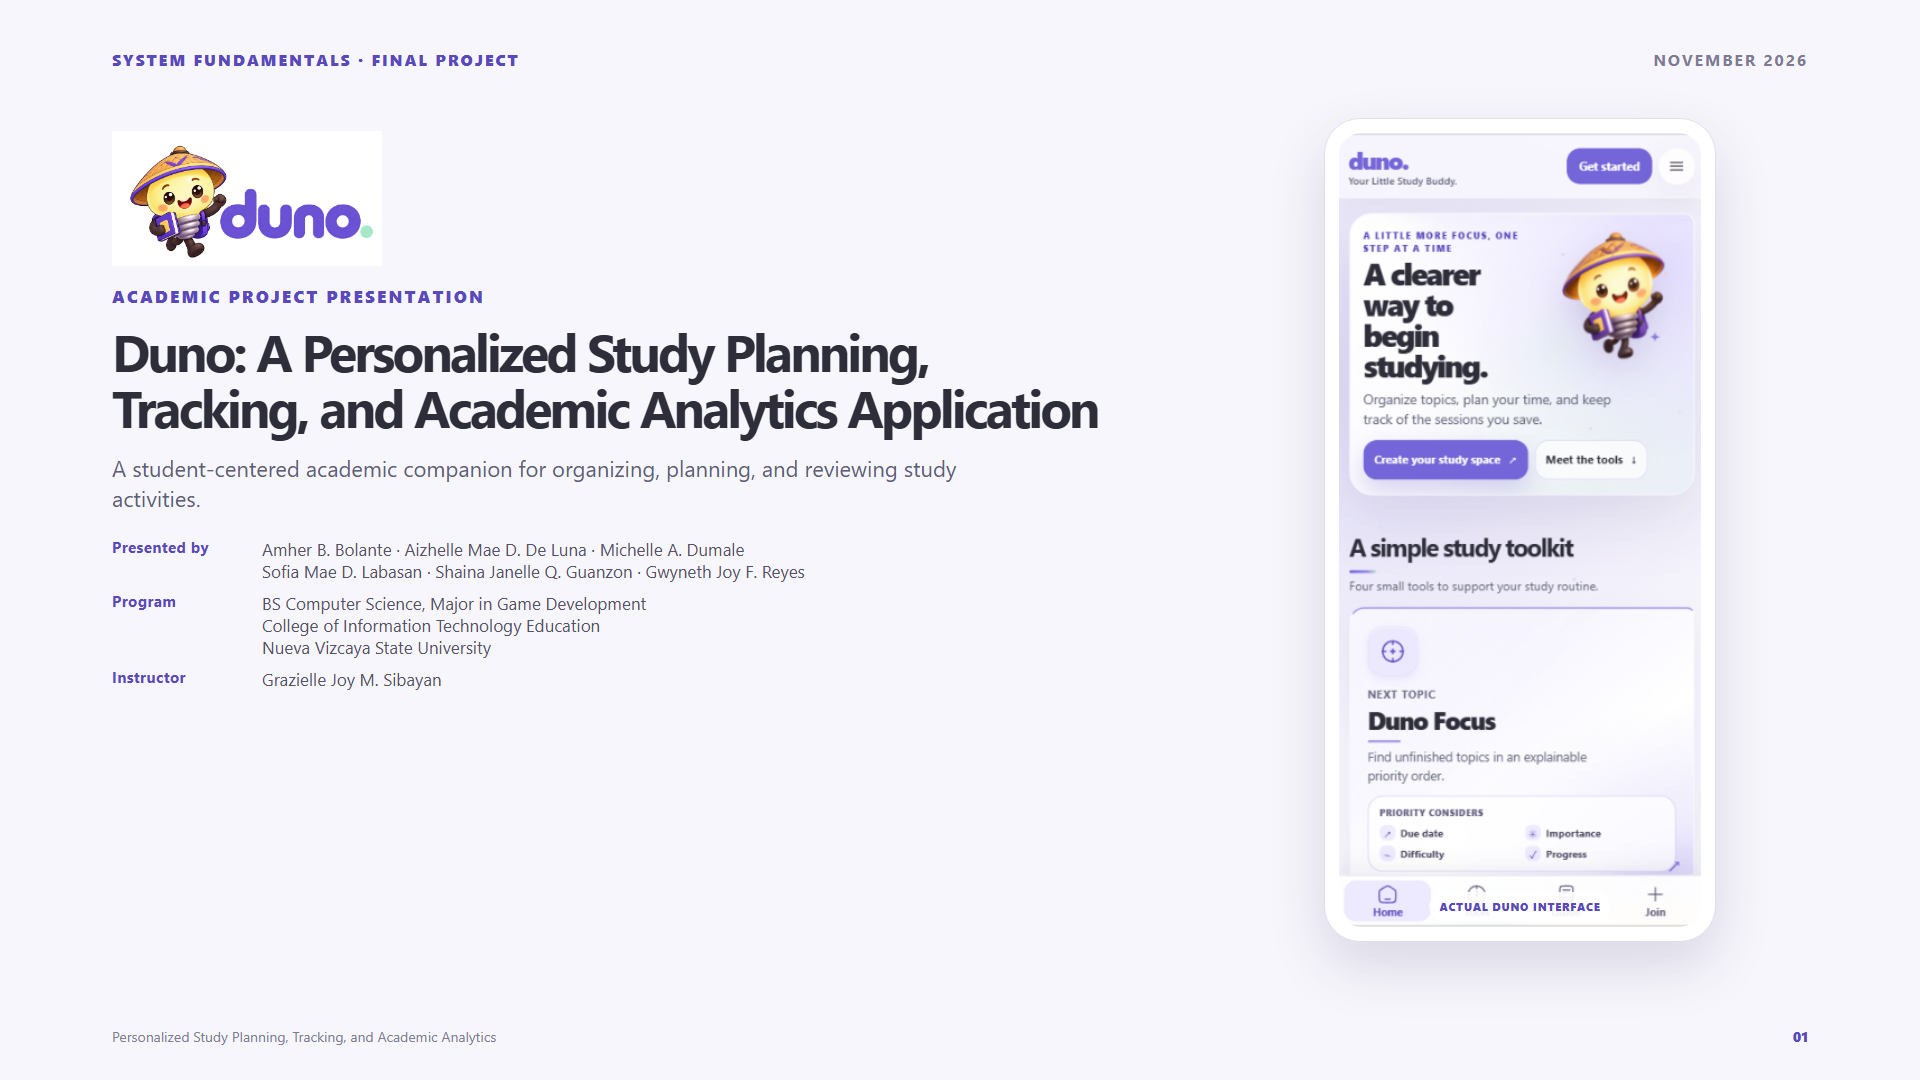 SYSTEM FUNDAMENTALS · FINAL PROJECT
NOVEMBER 2026
duno.
ACADEMIC PROJECT PRESENTATION
Duno: A Personalized Study Planning,
Tracking, and Academic Analytics Application
A student-centered academic companion for organizing, planning, and reviewing study
activities.
Presented by
Amher B. Bolante · Aizhelle Mae D. De Luna · Michelle A. Dumale
Sofia Mae D. Labasan · Shaina Janelle Q. Guanzon · Gwyneth Joy F. Reyes
Program
BS Computer Science, Major in Game Development
College of Information Technology Education
Nueva Vizcaya State University
Instructor
Grazielle Joy M. Sibayan
duno.
Your Little Study Buddy.
Get started
A LITTLE MORE FOCUS, ONE
STEP AT A TIME
A clearer
way to
begin
studying.
Organize topics, plan your time, and keep
track of the sessions you save.
Create your study space ↗
Meet the tools ↓
A simple study toolkit
Four small tools to support your study routine.
NEXT TOPIC
Duno Focus
Find unfinished topics in an explainable
priority order.
PRIORITY CONSIDERS
Due date
Importance
Difficulty
Progress
Home
ACTUAL DUNO INTERFACE
Join
Personalized Study Planning, Tracking, and Academic Analytics
01